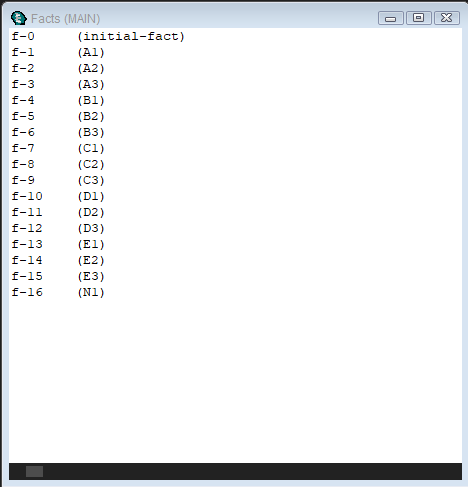 Facts (MAIN)
f-0 (initial-fact)
f-1 (A1)
f-2 (A2)
f-3 (A3)
f-4 (B1)
f-5 (B2)
f-6 (B3)
f-7 (C1)
f-8 (C2)
f-9 (C3)
f-10 (D1)
f-11 (D2)
f-12 (D3)
f-13 (E1)
f-14 (E2)
f-15 (E3)
f-16 (N1)